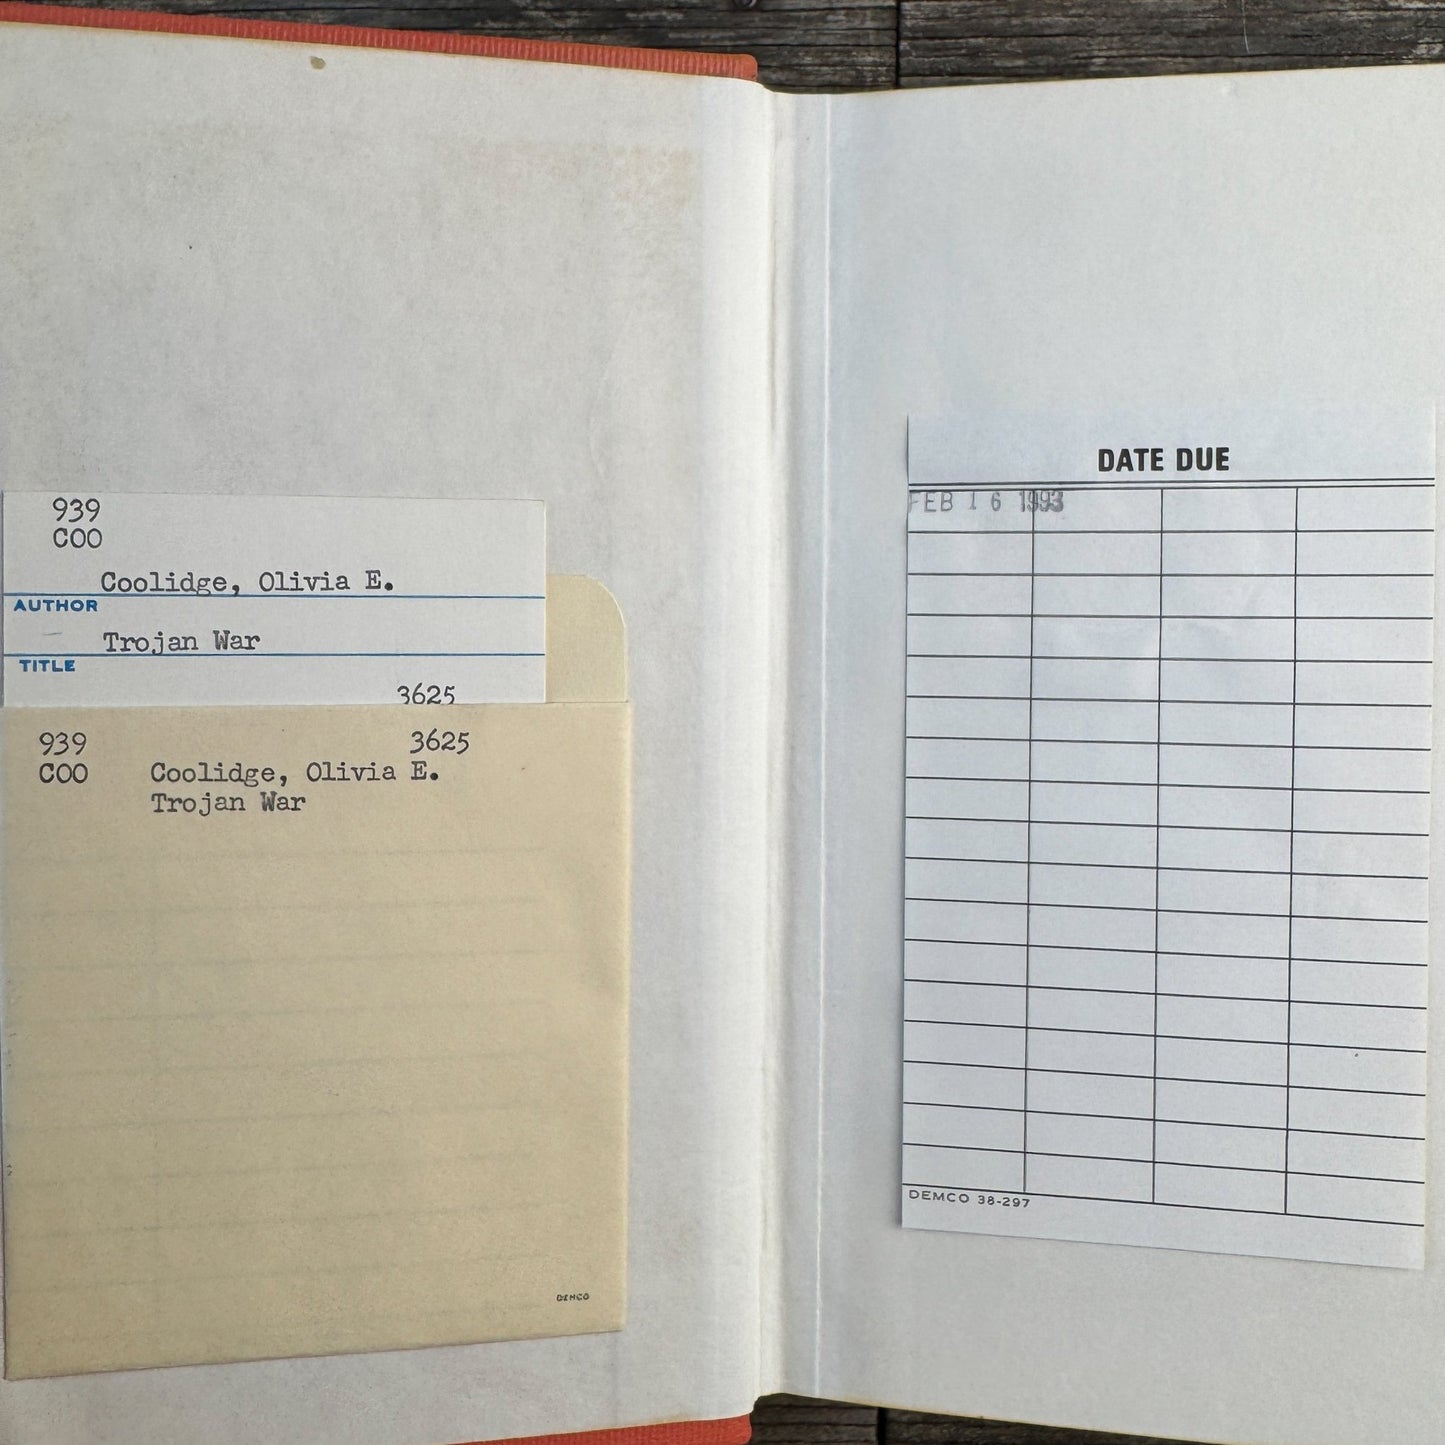 939
COO
Coolidge, Olivia E.
AUTHOR
Trojan War
TITLE
3625
939 3625
COO Coolidge, Olivia E.
Trojan War
DEMCO
DATE DUE
FEB 16 1993
DEMCO 38-297